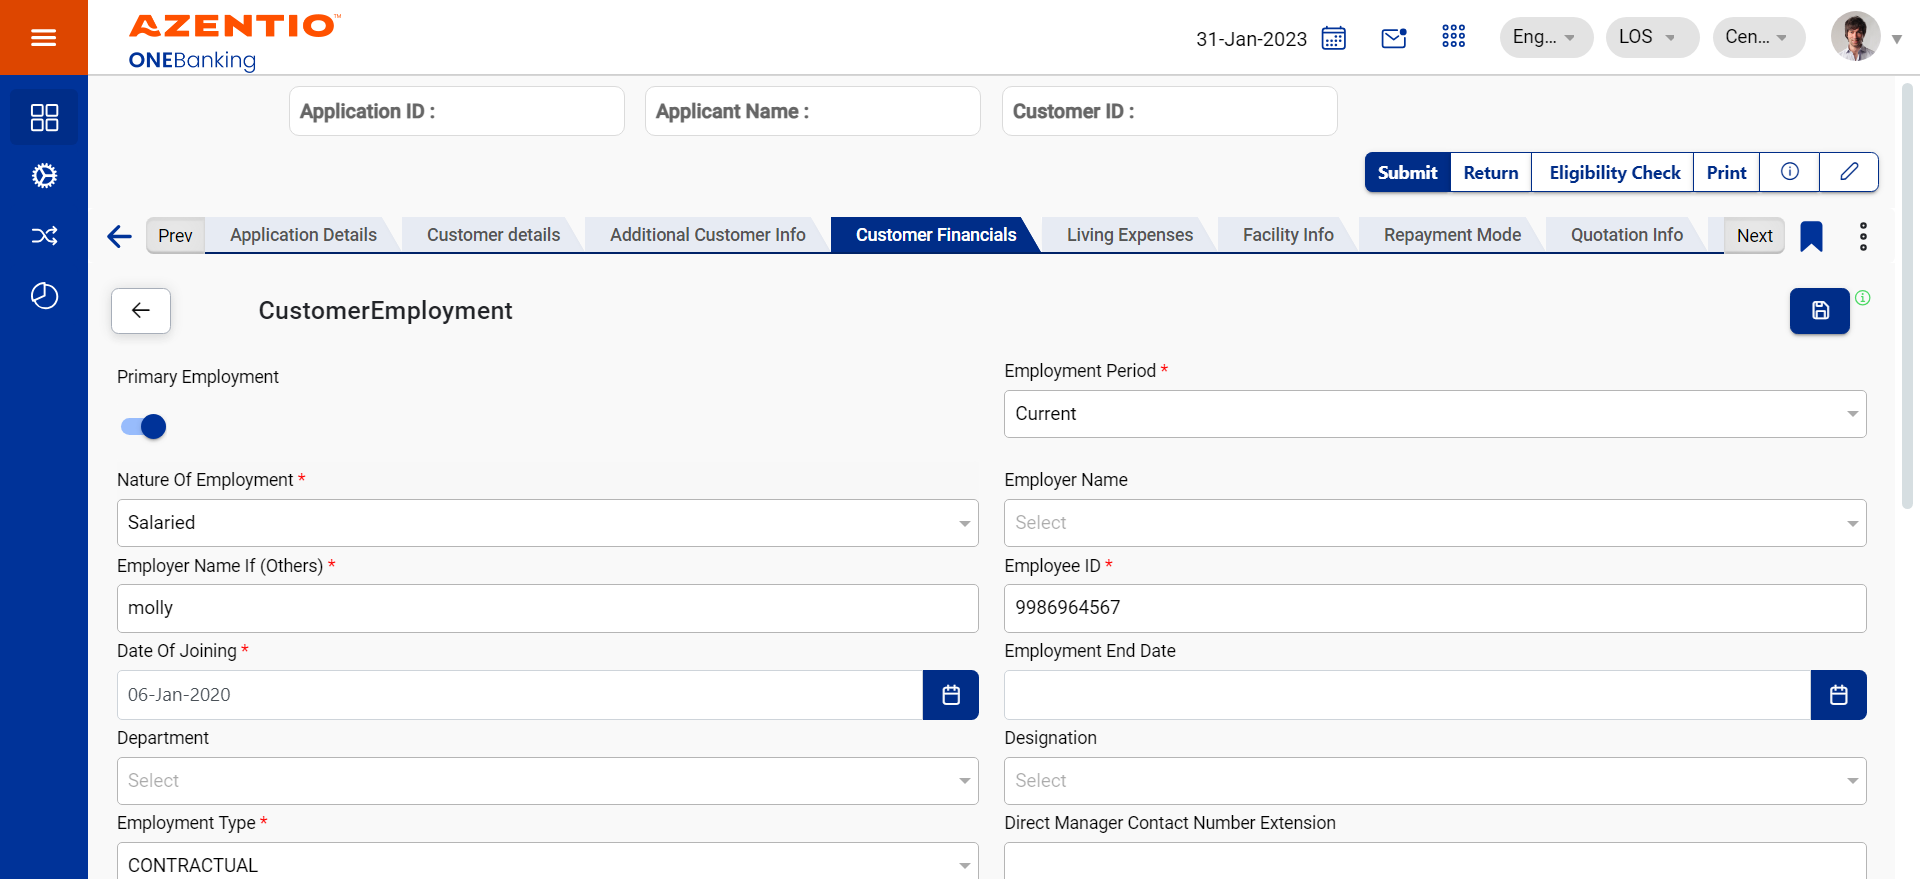 AZENTIO™
ONEBanking
31-Jan-2023
Eng...
LOS
Cen...
Application ID :
Applicant Name :
Customer ID :
Submit
Return
Eligibility Check
Print
Prev
Application Details
Customer details
Additional Customer Info
Customer Financials
Living Expenses
Facility Info
Repayment Mode
Quotation Info
Next
CustomerEmployment
Primary Employment
Employment Period *
Current
Nature Of Employment *
Employer Name
Salaried
Select
Employer Name If (Others) *
Employee ID *
molly
9986964567
Date Of Joining *
Employment End Date
06-Jan-2020
Department
Designation
Select
Select
Employment Type *
Direct Manager Contact Number Extension
CONTRACTUAL